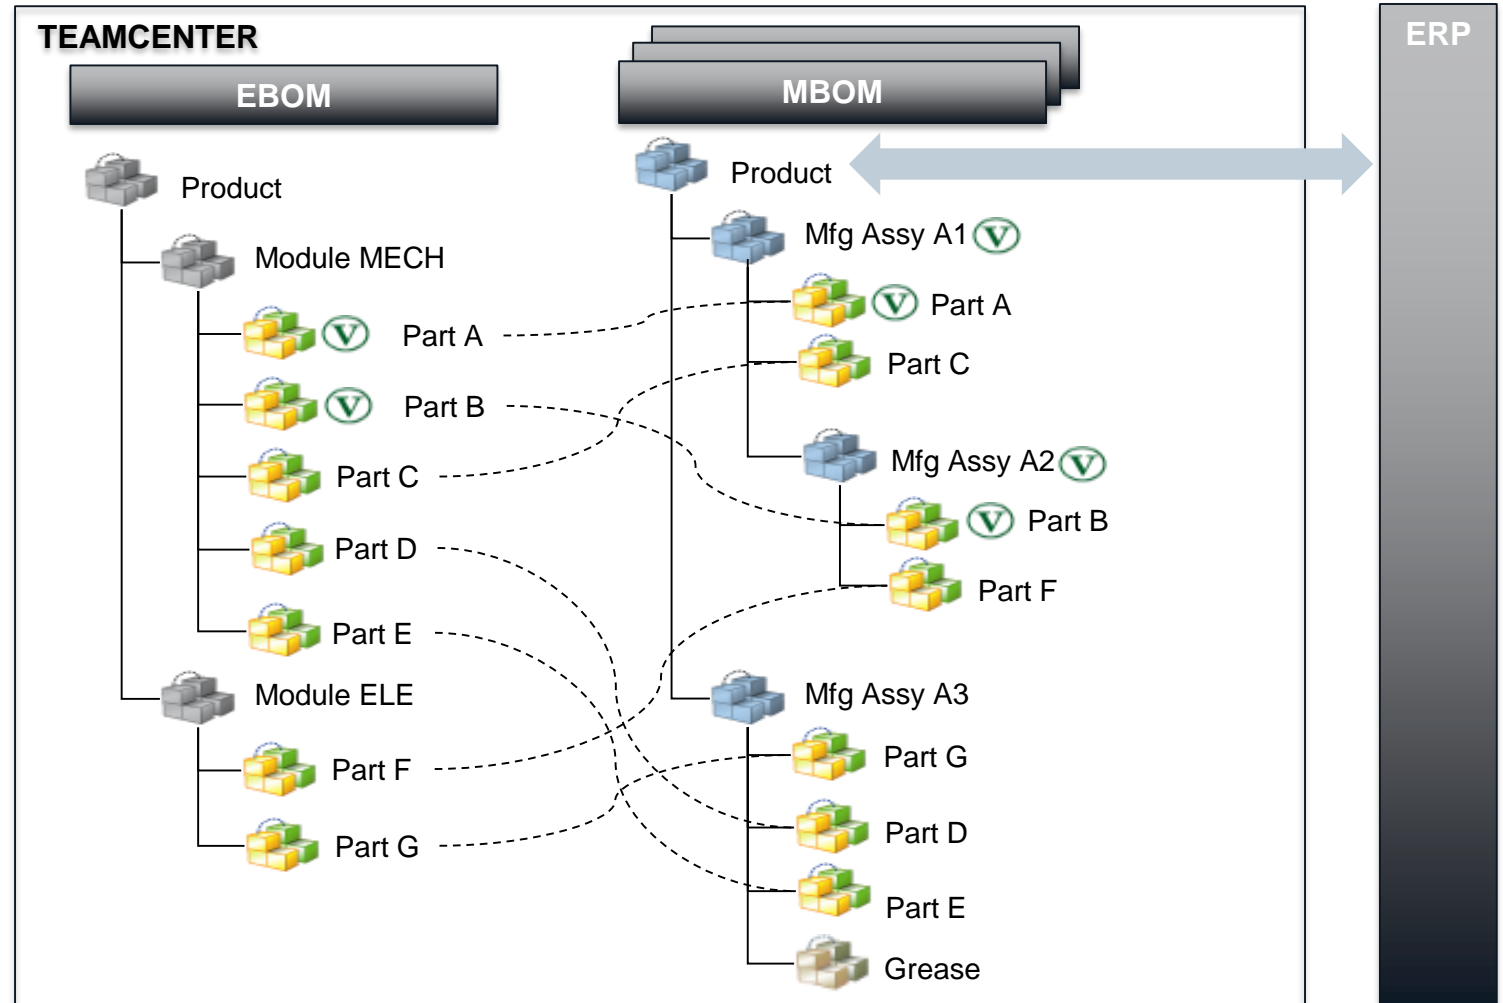 TEAMCENTER
ERP
EBOM
MBOM
Product
Module MECH
V Part A
V Part B
Part C
Part D
Part E
Module ELE
Part F
Part G
Product
Mfg Assy A1 V
V Part A
Part C
Mfg Assy A2 V
V Part B
Part F
Mfg Assy A3
Part G
Part D
Part E
Grease